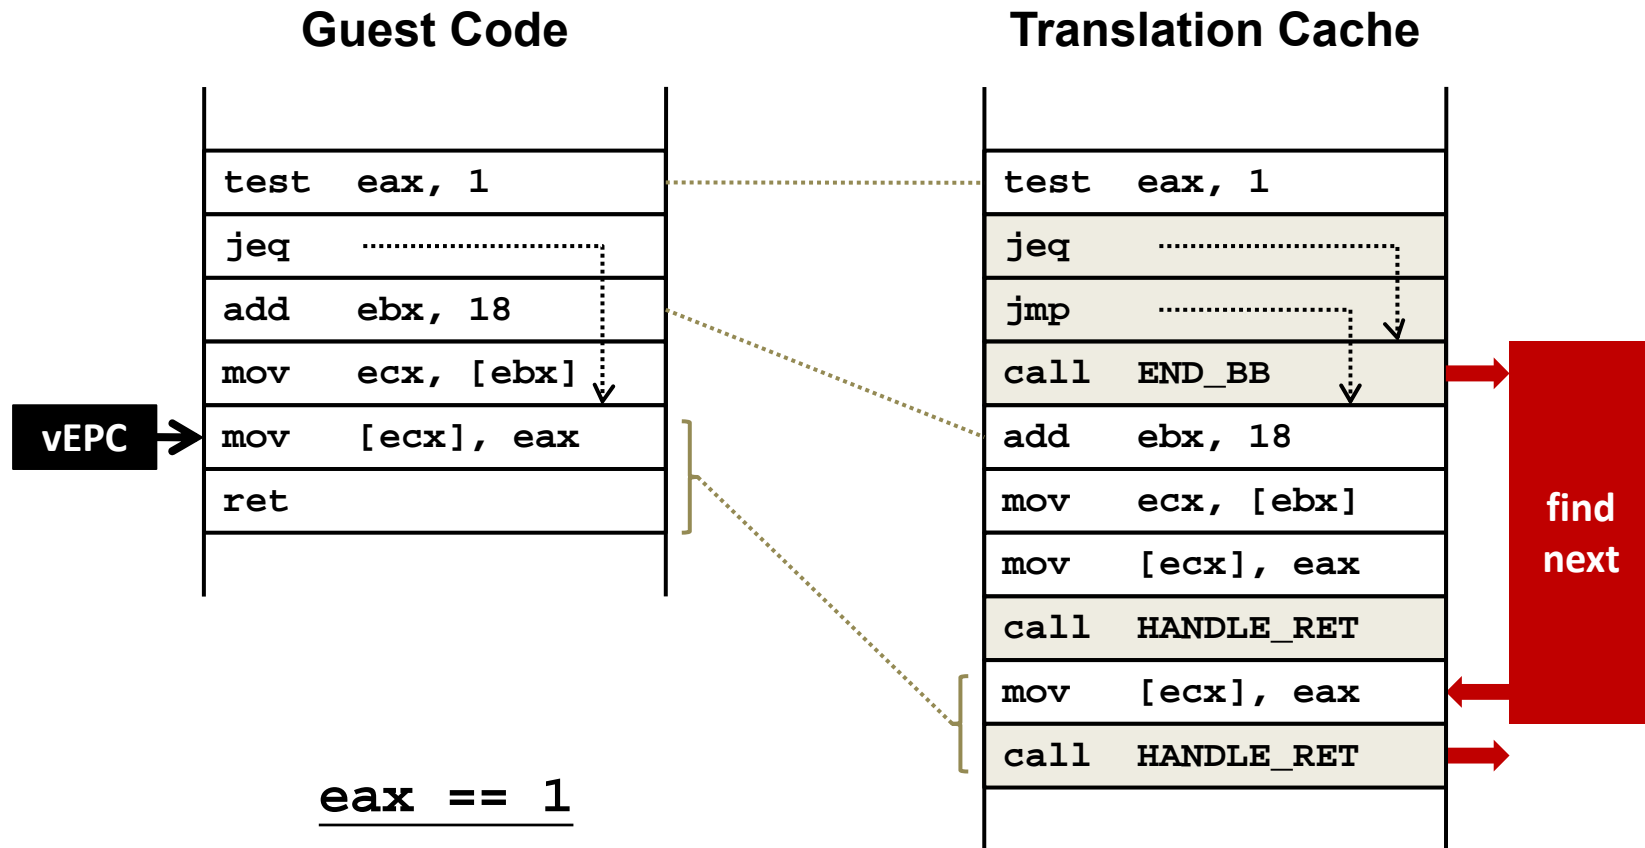 Guest Code
test eax, 1
jeq
add ebx, 18
mov ecx, [ebx]
mov [ecx], eax
ret
vEPC
eax == 1
Translation Cache
test eax, 1
jeq
jmp
call END_BB
add ebx, 18
mov ecx, [ebx]
mov [ecx], eax
call HANDLE_RET
mov [ecx], eax
call HANDLE_RET
find
next